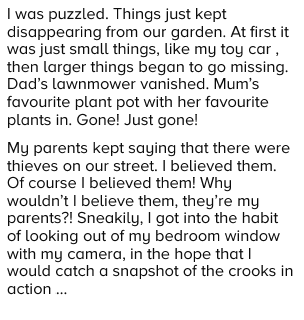 I was puzzled. Things just kept
disappearing from our garden. At first it
was just small things, like my toy car ,
then larger things began to go missing.
Dad's lawnmower vanished. Mum's
favourite plant pot with her favourite
plants in. Gone! Just gone!
My parents kept saying that there were
thieves on our street. I believed them.
Of course I believed them! Why
wouldn't I believe them, they're my
parents?! Sneakily, I got into the habit
of looking out of my bedroom window
with my camera, in the hope that I
would catch a snapshot of the crooks in
action ...